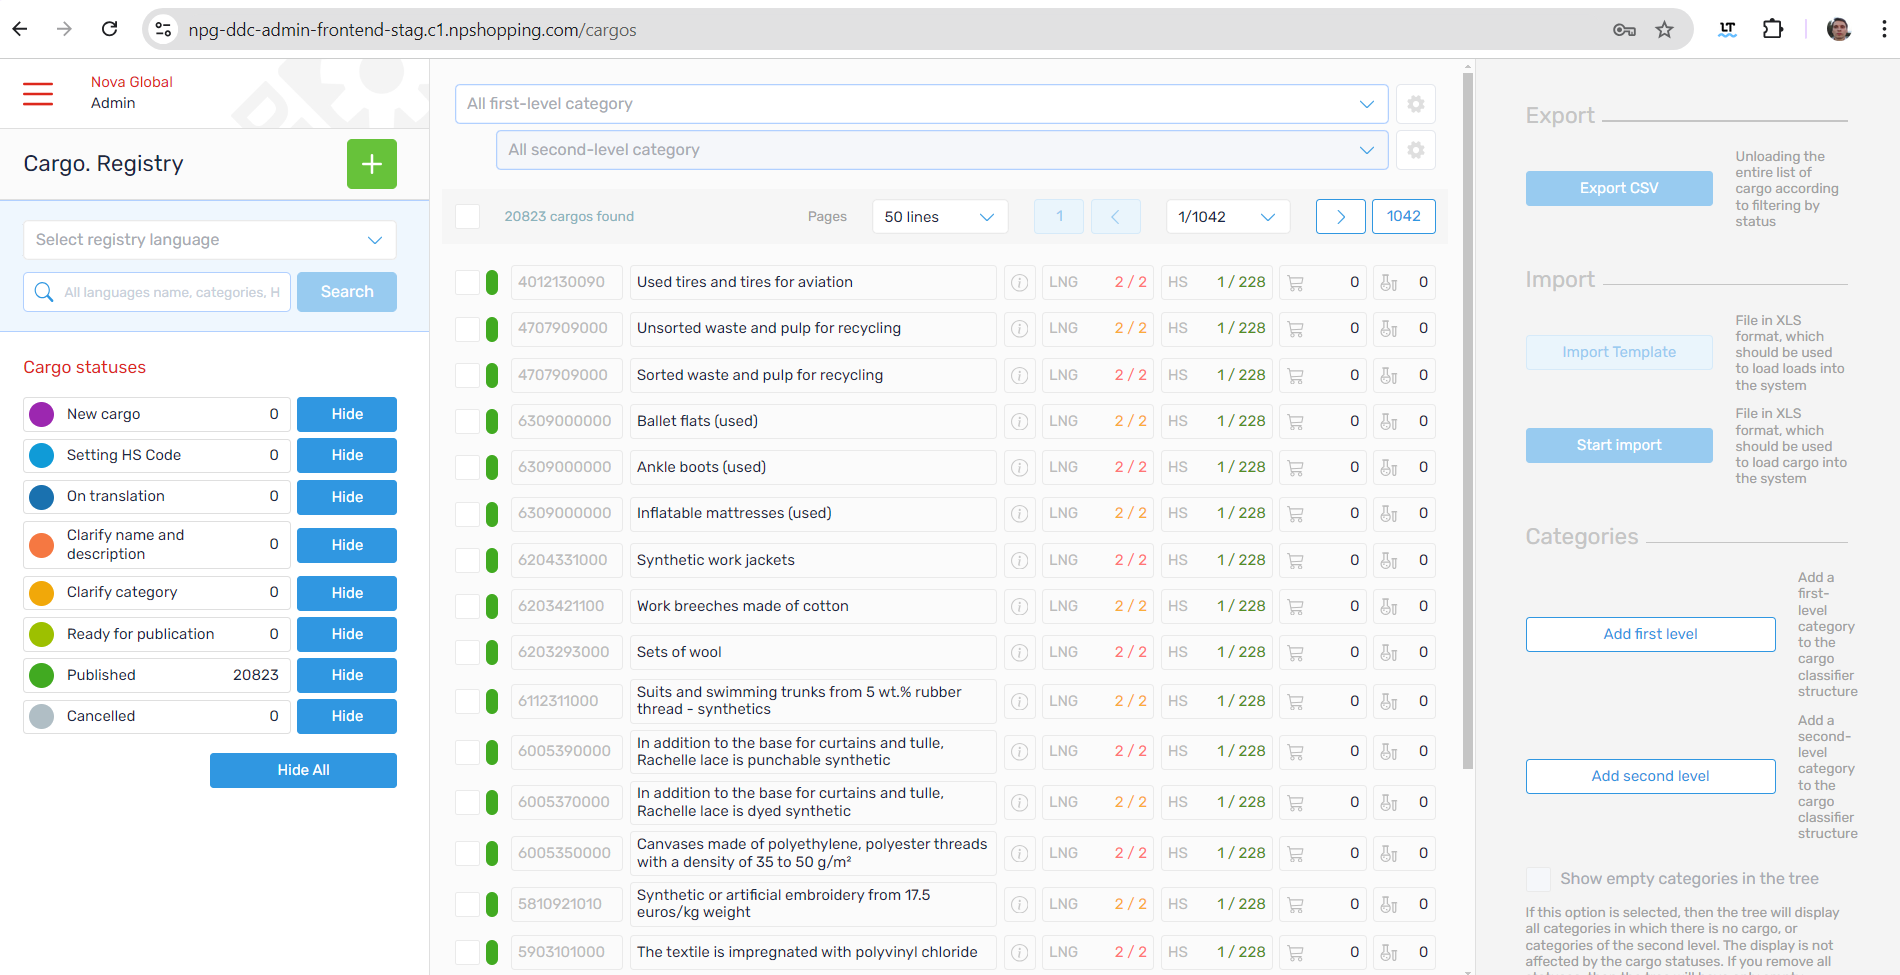 npg-ddc-admin-frontend-stag.c1.npshopping.com/cargos
LT
Nova Global
Admin
Cargo. Registry
Select registry language
All languages name, categories, H
Search
Cargo statuses
New cargo 0 Hide
Setting HS Code 0 Hide
On translation 0 Hide
Clarify name and
description 0 Hide
Clarify category 0 Hide
Ready for publication 0 Hide
Published 20823 Hide
Cancelled 0 Hide
Hide All
All first-level category
All second-level category
20823 cargos found Pages 50 lines 1 1/1042 1042
4012130090 Used tires and tires for aviation LNG 2 / 2 HS 1 / 228 0 0
4707909000 Unsorted waste and pulp for recycling LNG 2 / 2 HS 1 / 228 0 0
4707909000 Sorted waste and pulp for recycling LNG 2 / 2 HS 1 / 228 0 0
6309000000 Ballet flats (used) LNG 2 / 2 HS 1 / 228 0 0
6309000000 Ankle boots (used) LNG 2 / 2 HS 1 / 228 0 0
6309000000 Inflatable mattresses (used) LNG 2 / 2 HS 1 / 228 0 0
6204331000 Synthetic work jackets LNG 2 / 2 HS 1 / 228 0 0
6203421100 Work breeches made of cotton LNG 2 / 2 HS 1 / 228 0 0
6203293000 Sets of wool LNG 2 / 2 HS 1 / 228 0 0
6112311000 Suits and swimming trunks from 5 wt.% rubber
thread - synthetics LNG 2 / 2 HS 1 / 228 0 0
6005390000 In addition to the base for curtains and tulle,
Rachelle lace is punchable synthetic LNG 2 / 2 HS 1 / 228 0 0
6005370000 In addition to the base for curtains and tulle,
Rachelle lace is dyed synthetic LNG 2 / 2 HS 1 / 228 0 0
6005350000 Canvases made of polyethylene, polyester threads
with a density of 35 to 50 g/m² LNG 2 / 2 HS 1 / 228 0 0
5810921010 Synthetic or artificial embroidery from 17.5
euros/kg weight LNG 2 / 2 HS 1 / 228 0 0
5903101000 The textile is impregnated with polyvinyl chloride LNG 2 / 2 HS 1 / 228 0 0
Export
Export CSV
Unloading the
entire list of
cargo according
to filtering by
status
Import
Import Template
File in XLS
format, which
should be used
to load loads into
the system
Start import
File in XLS
format, which
should be used
to load cargo into
the system
Categories
Add first level
Add a
first-
level
category
to the
cargo
classifier
structure
Add second level
Add a
second-
level
category
to the
cargo
classifier
structure
Show empty categories in the tree
If this option is selected, then the tree will display
all categories in which there is no cargo, or
categories of the second level. The display is not
affected by the cargo statuses. If you remove all